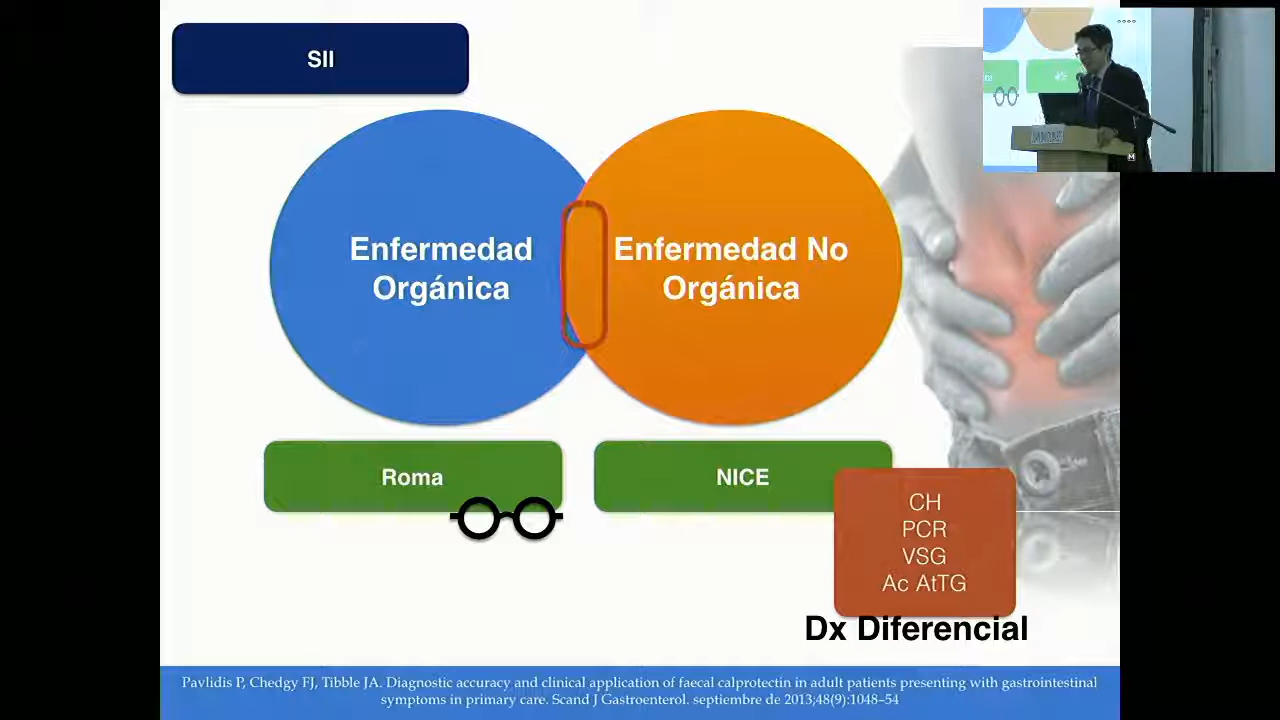 SII
Enfermedad
Orgánica
Enfermedad No
Orgánica
Roma
NICE
CH
PCR
VSG
Ac AtTG
Dx Diferencial
Pavlidis P, Chedgy FJ, Tibble JA. Diagnostic accuracy and clinical application of faecal calprotectin in adult patients presenting with gastrointestinal
symptoms in primary care. Scand J Gastroenterol. septiembre de 2013;48(9):1048–54